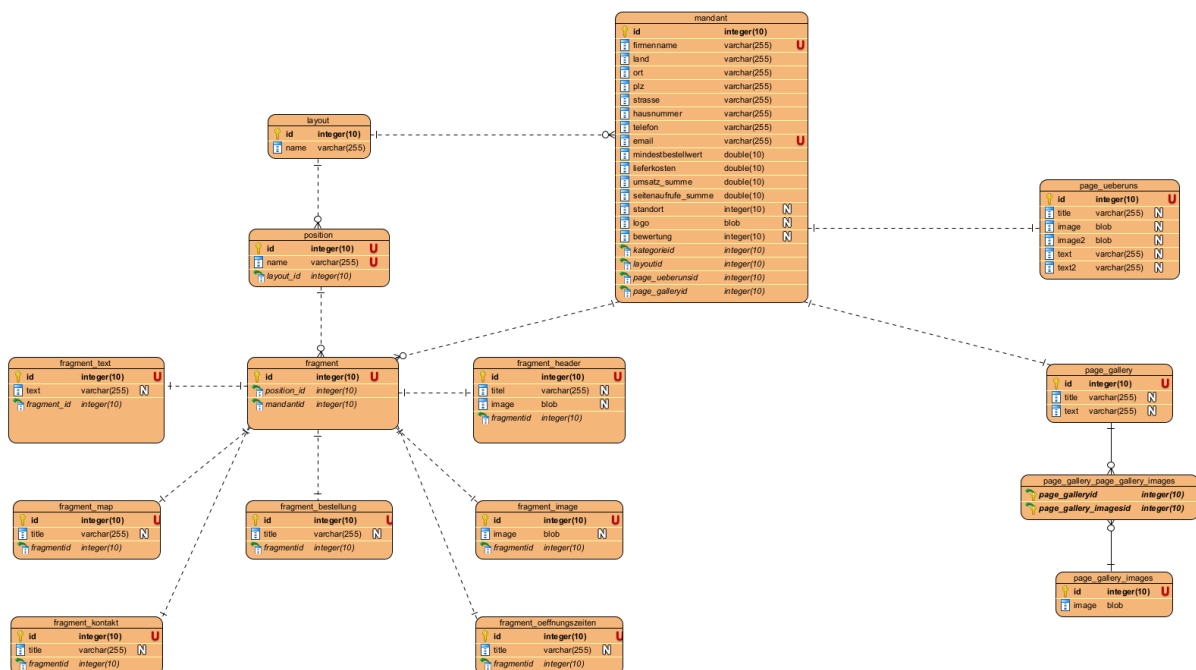 mandant
id integer(10)
firmenname varchar(255) U
land varchar(255)
ort varchar(255)
plz varchar(255)
strasse varchar(255)
hausnummer varchar(255)
telefon varchar(255)
email varchar(255) U
mindestbestellwert double(10)
lieferkosten double(10)
umsatz_summe double(10)
seitenaufrufe_summe double(10)
standort integer(10) N
logo blob N
bewertung integer(10) N
kategorieid integer(10)
layoutid integer(10)
page_ueberunsid integer(10)
page_galleryid integer(10)
layout
id integer(10)
name varchar(255)
page_ueberuns
id integer(10) U
title varchar(255) N
image blob N
image2 blob N
text varchar(255) N
text2 varchar(255) N
position
id integer(10) U
name varchar(255) U
layout_id integer(10)
fragment_text
id integer(10) U
text varchar(255) N
fragment_id integer(10)
fragment
id integer(10) U
position_id integer(10)
mandantid integer(10)
fragment_header
id integer(10) U
titel varchar(255) N
image blob N
fragmentid integer(10)
page_gallery
id integer(10) U
title varchar(255) N
text varchar(255) N
page_gallery_page_gallery_images
page_galleryid integer(10)
page_gallery_imagesid integer(10)
fragment_map
id integer(10) U
title varchar(255) N
fragmentid integer(10)
fragment_bestellung
id integer(10) U
title varchar(255) N
fragmentid integer(10)
fragment_image
id integer(10) U
image blob N
fragmentid integer(10)
page_gallery_images
id integer(10) U
image blob
fragment_kontakt
id integer(10) U
title varchar(255) N
fragmentid integer(10)
fragment_oeffnungszeiten
id integer(10) U
title varchar(255) N
fragmentid integer(10)